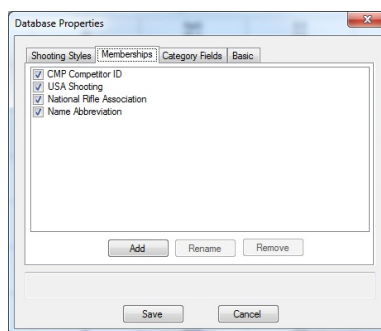 Database Properties
Shooting Styles Memberships Category Fields Basic
CMP Competitor ID
USA Shooting
National Rifle Association
Name Abbreviation
Add Rename Remove
Save Cancel